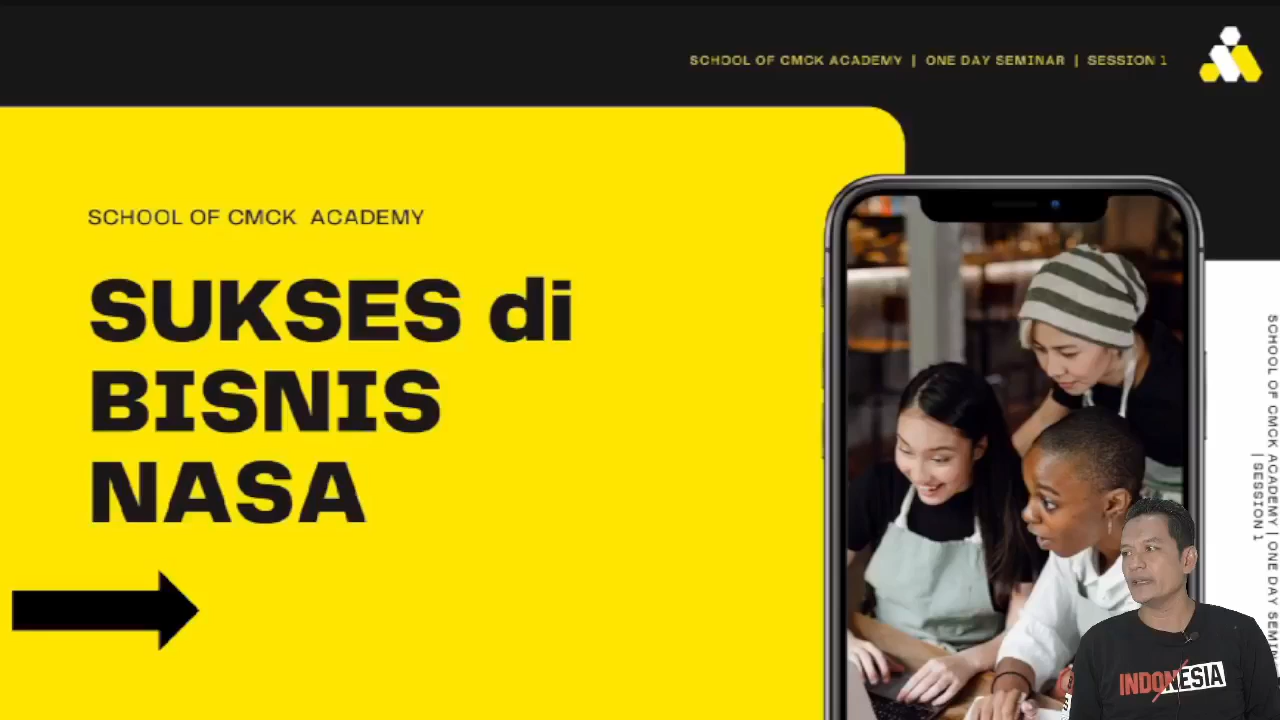 SCHOOL OF CMCK ACADEMY | ONE DAY SEMINAR | SESSION 1
SCHOOL OF CMCK ACADEMY
SUKSES di
BISNIS
NASA
SCHOOL OF CMCK ACADEMY | ONE DAY
| SESSION 1
INDONESIA